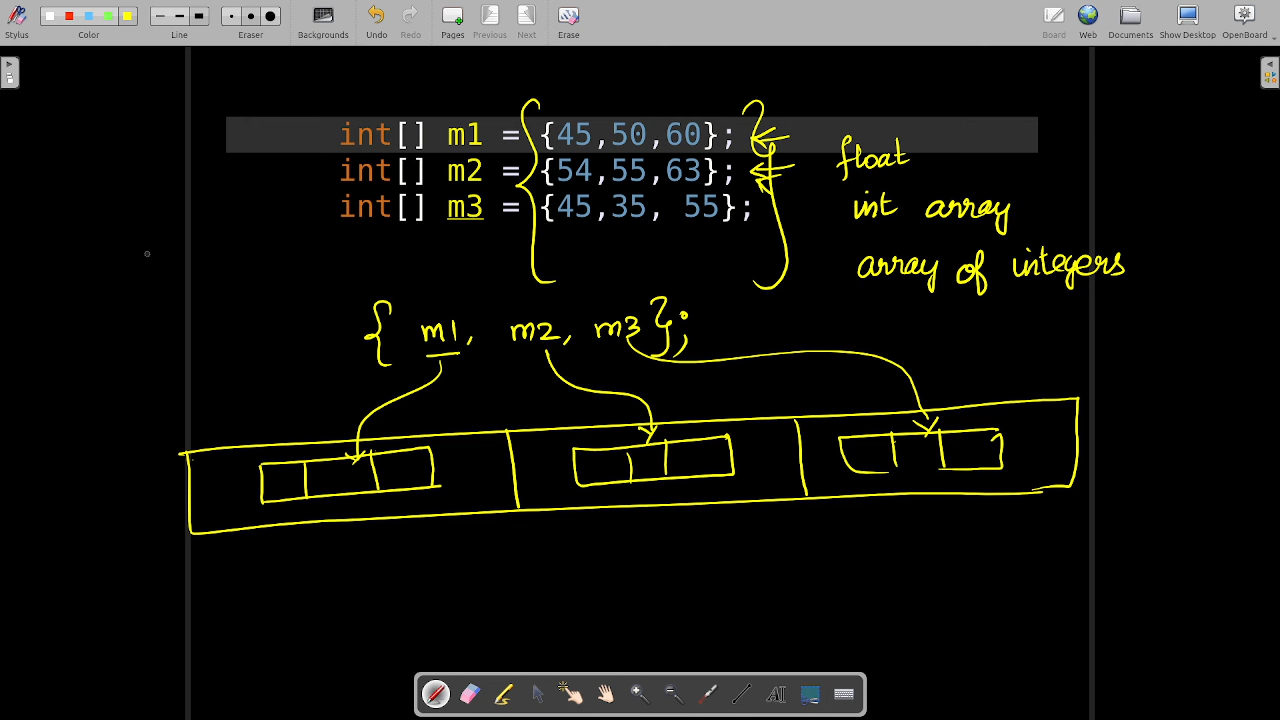 Stylus Color Line Eraser Backgrounds Undo Redo Pages Previous Next Erase Board Web Documents Show Desktop OpenBoard
int[] m1 = {45,50,60};
int[] m2 = {54,55,63};
int[] m3 = {45,35, 55};
float
int array
array of integers
{ m1, m2, m3};
AI